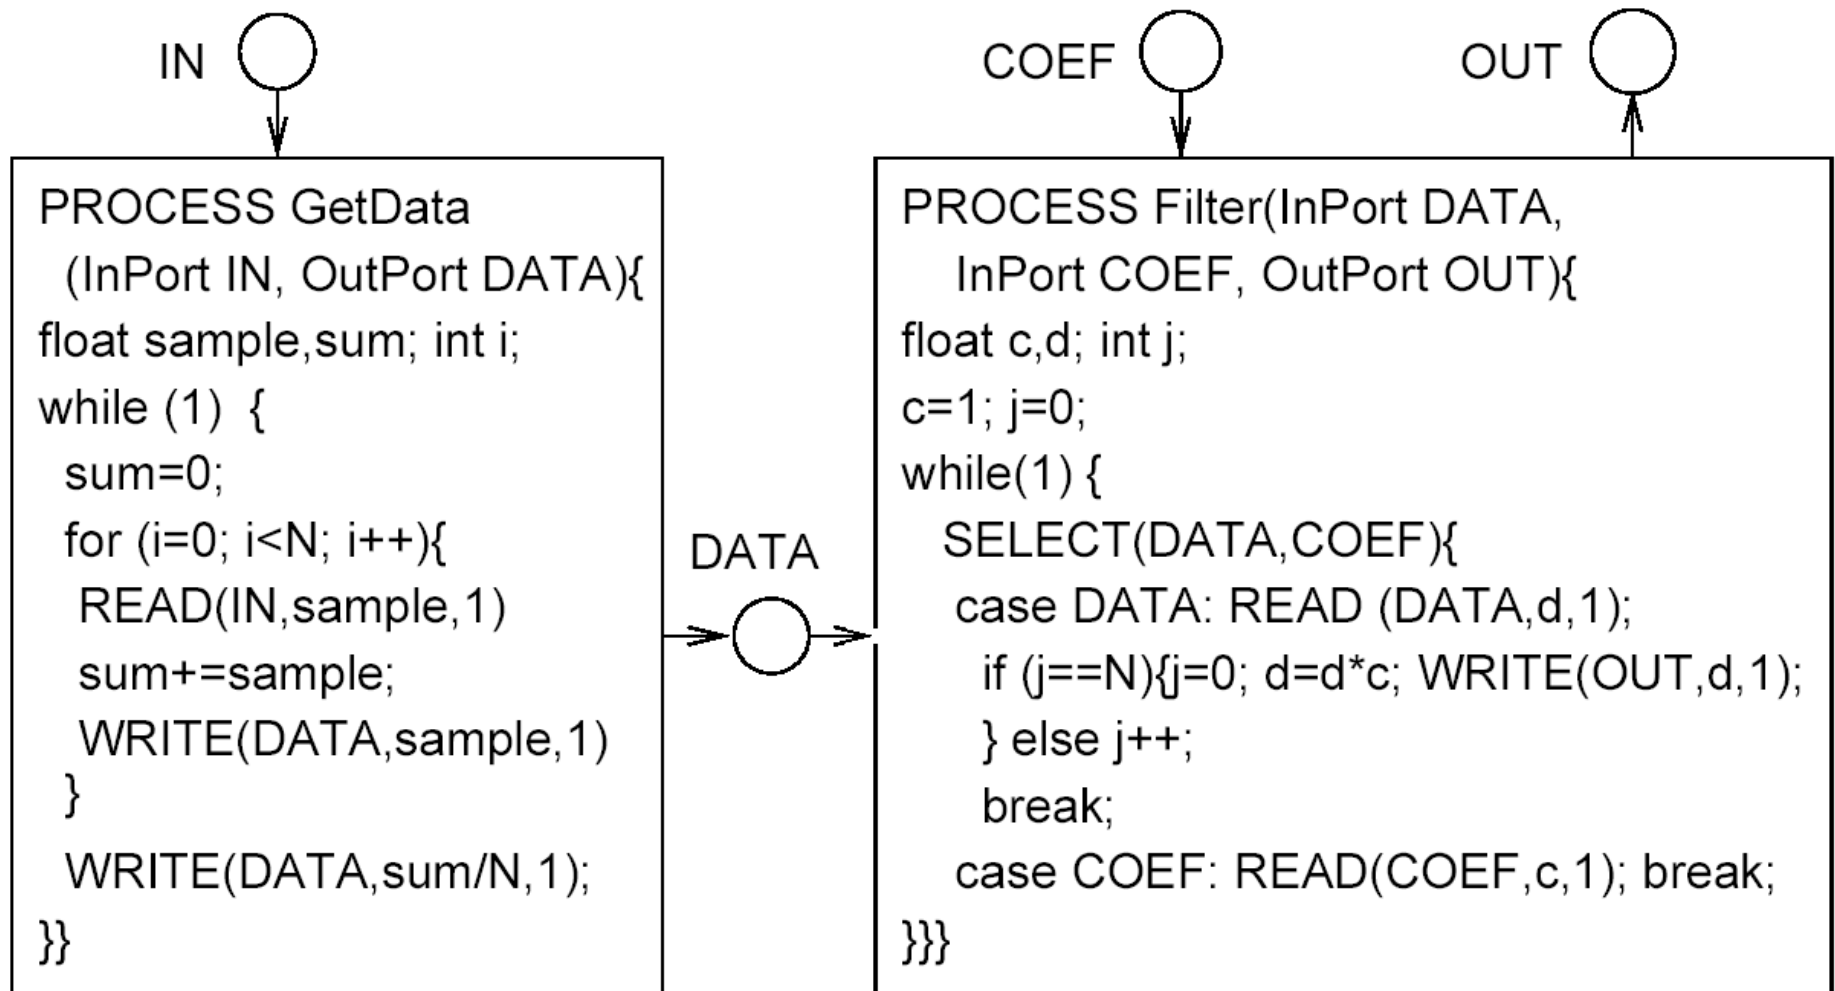 IN
COEF
OUT
PROCESS GetData
(InPort IN, OutPort DATA){
float sample,sum; int i;
while (1) {
sum=0;
for (i=0; i<N; i++){
READ(IN,sample,1)
sum+=sample;
WRITE(DATA,sample,1)
}
WRITE(DATA,sum/N,1);
}}
DATA
PROCESS Filter(InPort DATA,
InPort COEF, OutPort OUT){
float c,d; int j;
c=1; j=0;
while(1) {
SELECT(DATA,COEF){
case DATA: READ (DATA,d,1);
if (j==N){j=0; d=d*c; WRITE(OUT,d,1);
} else j++;
break;
case COEF: READ(COEF,c,1); break;
}}}